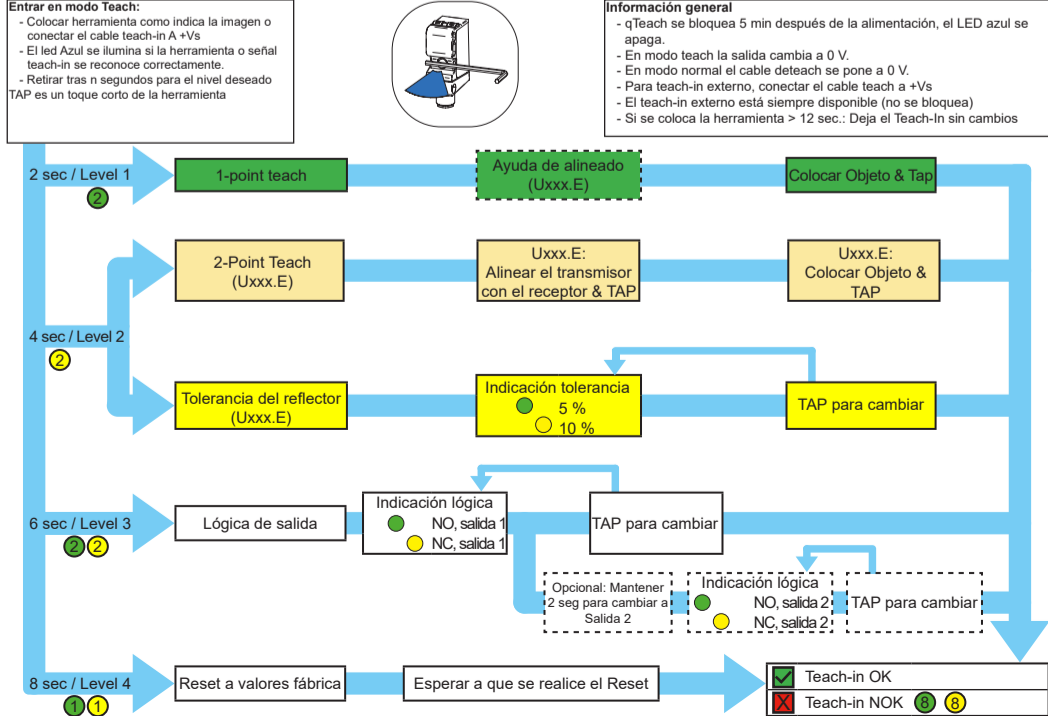 Entrar en modo Teach:
- Colocar herramienta como indica la imagen o
conectar el cable teach-in A +Vs
- El led Azul se ilumina si la herramienta o señal
teach-in se reconoce correctamente.
- Retirar tras n segundos para el nivel deseado
TAP es un toque corto de la herramienta
Información general
- qTeach se bloquea 5 min después de la alimentación, el LED azul se
apaga.
- En modo teach la salida cambia a 0 V.
- En modo normal el cable deteach se pone a 0 V.
- Para teach-in externo, conectar el cable teach a +Vs
- El teach-in externo está siempre disponible (no se bloquea)
- Si se coloca la herramienta > 12 sec.: Deja el Teach-In sin cambios
2 sec / Level 1
2
1-point teach
Ayuda de alineado
(Uxxx.E)
Colocar Objeto & Tap
4 sec / Level 2
2
2-Point Teach
(Uxxx.E)
Uxxx.E:
Alinear el transmisor
con el receptor & TAP
Uxxx.E:
Colocar Objeto &
TAP
Tolerancia del reflector
(Uxxx.E)
Indicación tolerancia
5 %
10 %
TAP para cambiar
6 sec / Level 3
2 2
Lógica de salida
Indicación lógica
NO, salida 1
NC, salida 1
TAP para cambiar
Opcional: Mantener
2 seg para cambiar a
Salida 2
Indicación lógica
NO, salida 2
NC, salida 2
TAP para cambiar
8 sec / Level 4
1 1
Reset a valores fábrica
Esperar a que se realice el Reset
Teach-in OK
X Teach-in NOK 8 8